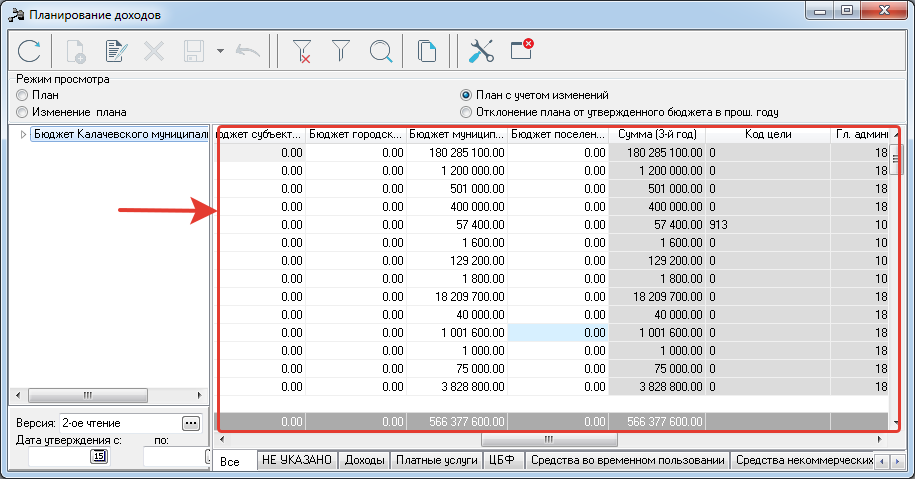 Планирование доходов
Режим просмотра
План
План с учетом изменений
Изменение плана
Отклонение плана от утвержденного бюджета в прош. году
Бюджет Калачевского муниципаль
юджет субъект... Бюджет городск... Бюджет муницип... Бюджет поселен... Сумма (3-й год) Код цели Гл. админи
0.00 0.00 180 285 100.00 0.00 180 285 100.00 0 18
0.00 0.00 1 200 000.00 0.00 1 200 000.00 0 18
0.00 0.00 501 000.00 0.00 501 000.00 0 18
0.00 0.00 400 000.00 0.00 400 000.00 0 18
0.00 0.00 57 400.00 0.00 57 400.00 913 10
0.00 0.00 1 600.00 0.00 1 600.00 0 10
0.00 0.00 129 200.00 0.00 129 200.00 0 10
0.00 0.00 1 800.00 0.00 1 800.00 0 10
0.00 0.00 18 209 700.00 0.00 18 209 700.00 0 18
0.00 0.00 40 000.00 0.00 40 000.00 0 18
0.00 0.00 1 001 600.00 0.00 1 001 600.00 0 18
0.00 0.00 1 000.00 0.00 1 000.00 0 18
0.00 0.00 75 000.00 0.00 75 000.00 0 18
0.00 0.00 3 828 800.00 0.00 3 828 800.00 0 18
0.00 0.00 566 377 600.00 0.00 566 377 600.00
Версия: 2-ое чтение ...
Дата утверждения с: по:
15
Все НЕ УКАЗАНО Доходы Платные услуги ЦБФ Средства во временном пользовании Средства некоммерческих